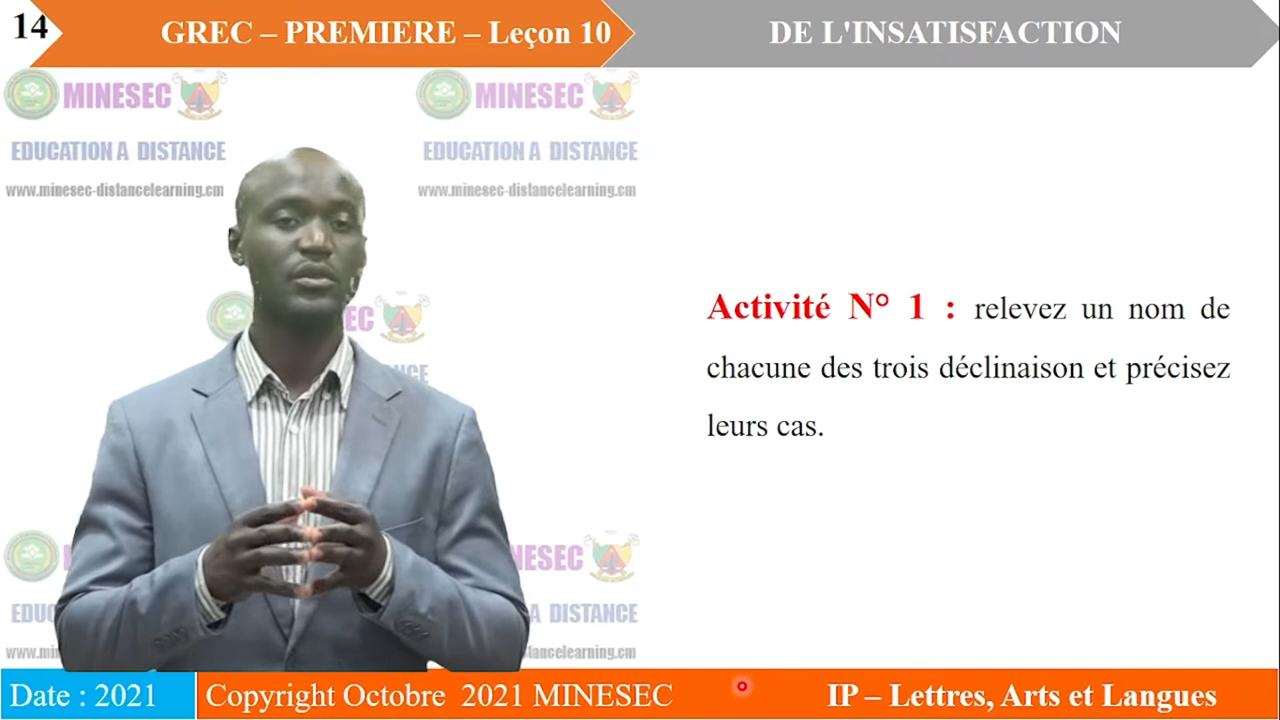 14
GREC – PREMIERE – Leçon 10
DE L'INSATISFACTION
MINESEC
MINESEC
EDUCATION A DISTANCE
EDUCATION A DISTANCE
www.minesec-distancelearning.cm
www.minesec-distancelearning.cm
Activité N° 1 : relevez un nom de
chacune des trois déclinaison et précisez
leurs cas.
Date : 2021
Copyright Octobre 2021 MINESEC
IP – Lettres, Arts et Langues